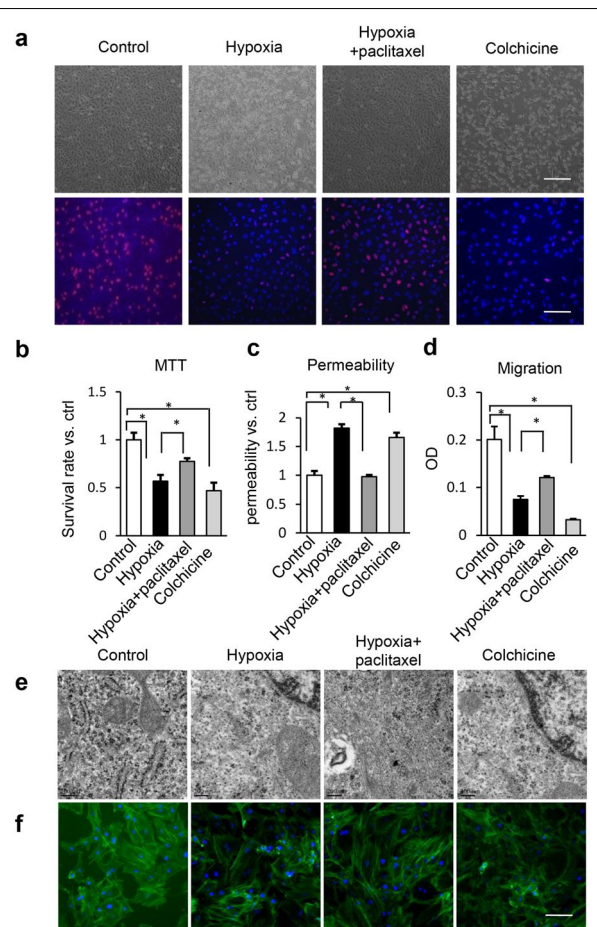 a
Control
Hypoxia
Hypoxia
+paclitaxel
Colchicine
b
MTT
Survival rate vs. ctrl
1.5
1
0.5
0
*
*
*
Control
Hypoxia
Hypoxia+paclitaxel
Colchicine
c
Permeability
permeability vs. ctrl
2
1.5
1
0.5
0
*
*
*
Control
Hypoxia
Hypoxia+paclitaxel
Colchicine
d
Migration
OD
0.3
0.2
0.1
0
*
*
*
Control
Hypoxia
Hypoxia+paclitaxel
Colchicine
Control
Hypoxia
Hypoxia+
paclitaxel
Colchicine
e
f